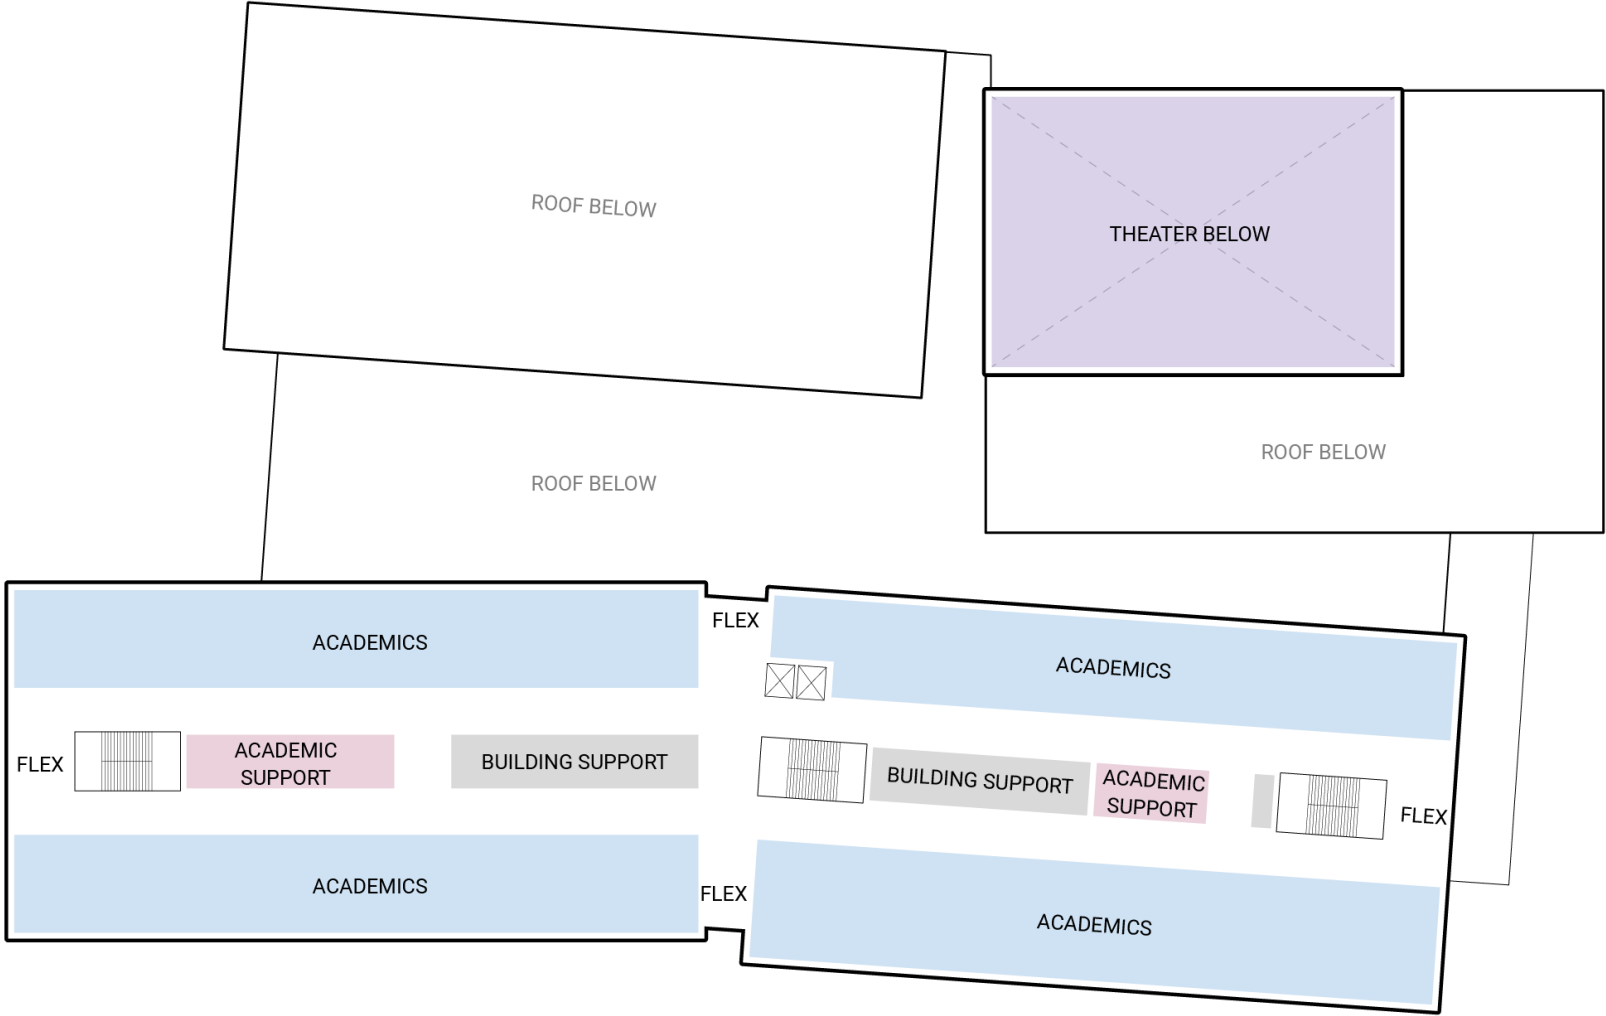 ROOF BELOW
THEATER BELOW
ROOF BELOW
ROOF BELOW
FLEX
ACADEMICS
ACADEMICS
FLEX
ACADEMIC
SUPPORT
BUILDING SUPPORT
BUILDING SUPPORT
ACADEMIC
SUPPORT
FLEX
ACADEMICS
FLEX
ACADEMICS